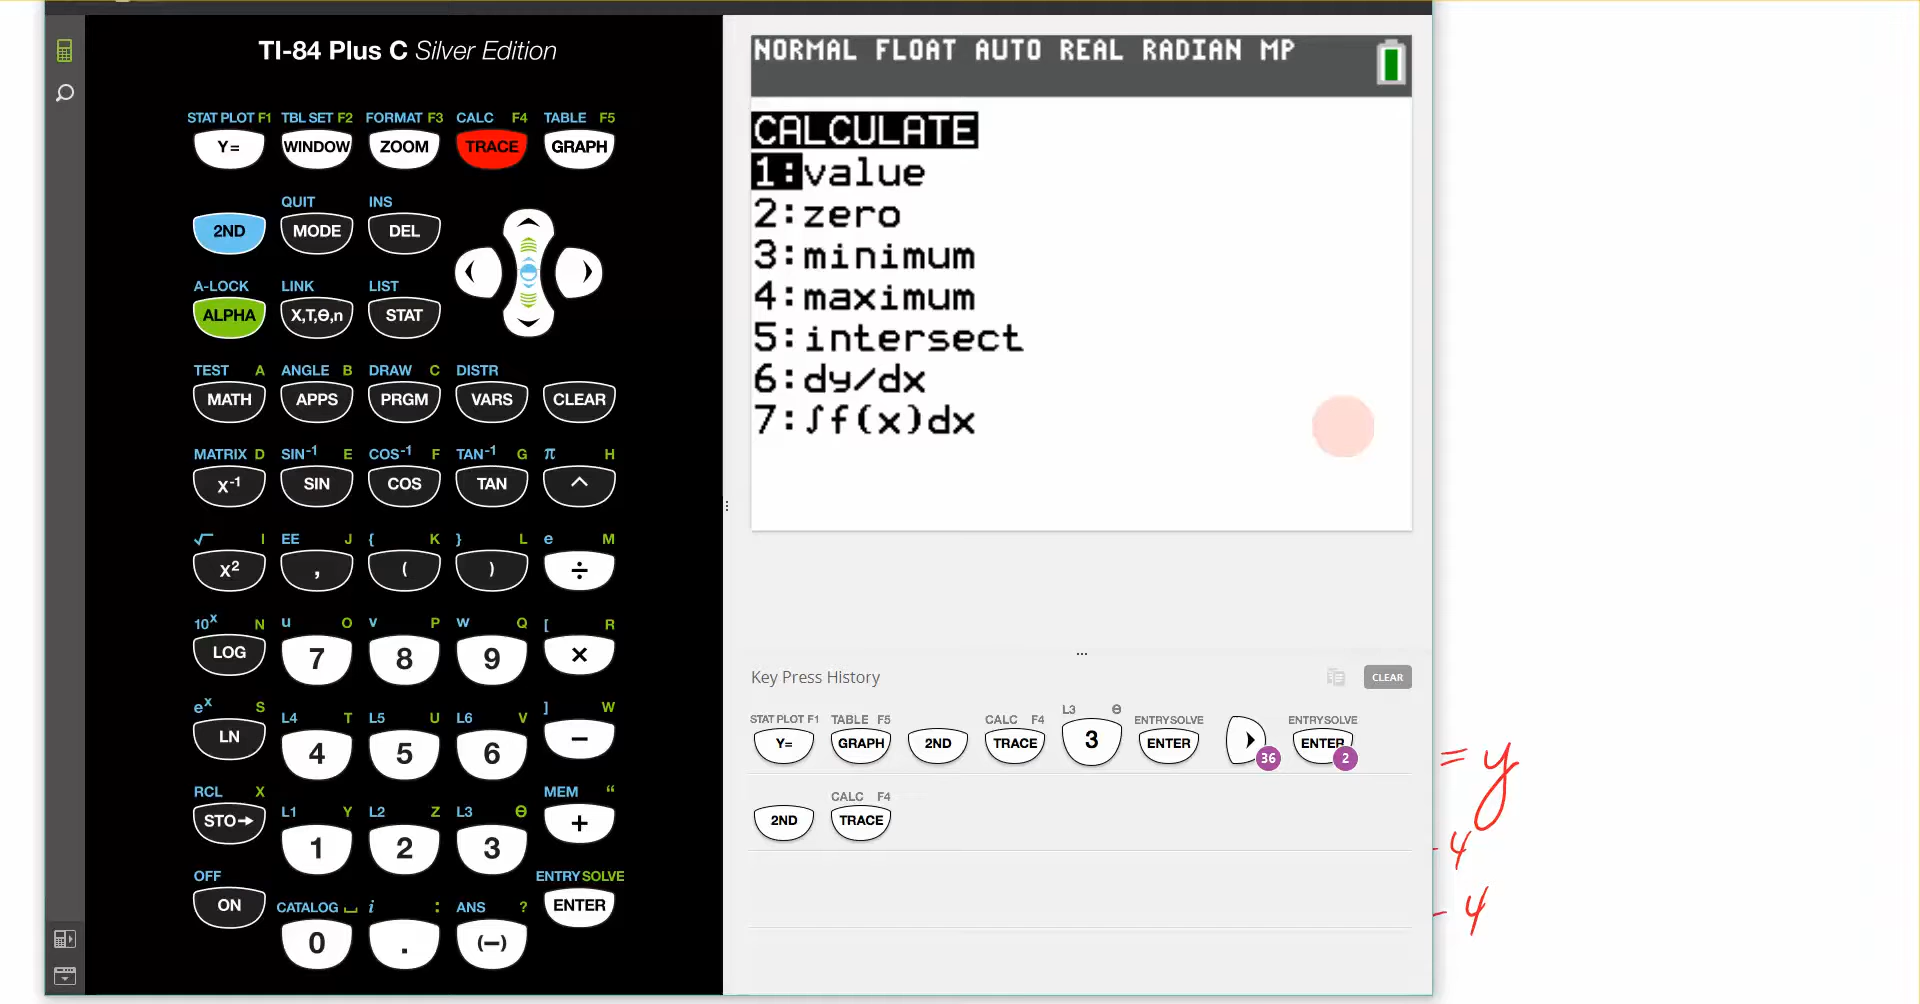 TI-84 Plus C Silver Edition
STAT PLOT F1 TBL SET F2 FORMAT F3 CALC F4 TABLE F5
Y= WINDOW ZOOM TRACE GRAPH
QUIT INS
2ND MODE DEL
A-LOCK LINK LIST
ALPHA X,T,Θ,n STAT
TEST A ANGLE B DRAW C DISTR
MATH APPS PRGM VARS CLEAR
MATRIX D SIN⁻¹ E COS⁻¹ F TAN⁻¹ G π H
x⁻¹ SIN COS TAN ^
√ I EE J { K } L e M
x² , ( ) ÷
10ˣ N u O v P w Q [ R
LOG 7 8 9 ×
eˣ S L4 T L5 U L6 V ] W
LN 4 5 6 −
RCL X L1 Y L2 Z L3 Θ MEM “
STO→ 1 2 3 +
OFF CATALOG ⎵ i : ANS ? ENTRY SOLVE
ON 0 . (−) ENTER
NORMAL FLOAT AUTO REAL RADIAN MP
CALCULATE
1:value
2:zero
3:minimum
4:maximum
5:intersect
6:dy/dx
7:∫f(x)dx
Key Press History CLEAR
STAT PLOT F1 TABLE F5 CALC F4 L3 Θ ENTRY SOLVE ENTRY SOLVE
Y= GRAPH 2ND TRACE 3 ENTER 36 ENTER 2
CALC F4
2ND TRACE
= y
- 4
- 4